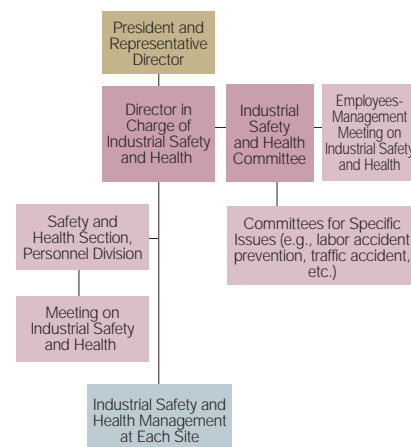 President and
Representative
Director
Director in
Charge of
Industrial Safety
and Health
Industrial
Safety
and Health
Committee
Employees-
Management
Meeting on
Industrial Safety
and Health
Safety and
Health Section,
Personnel Division
Committees for Specific
Issues (e.g., labor accident
prevention, traffic accident,
etc.)
Meeting on
Industrial Safety
and Health
Industrial Safety and
Health Management
at Each Site